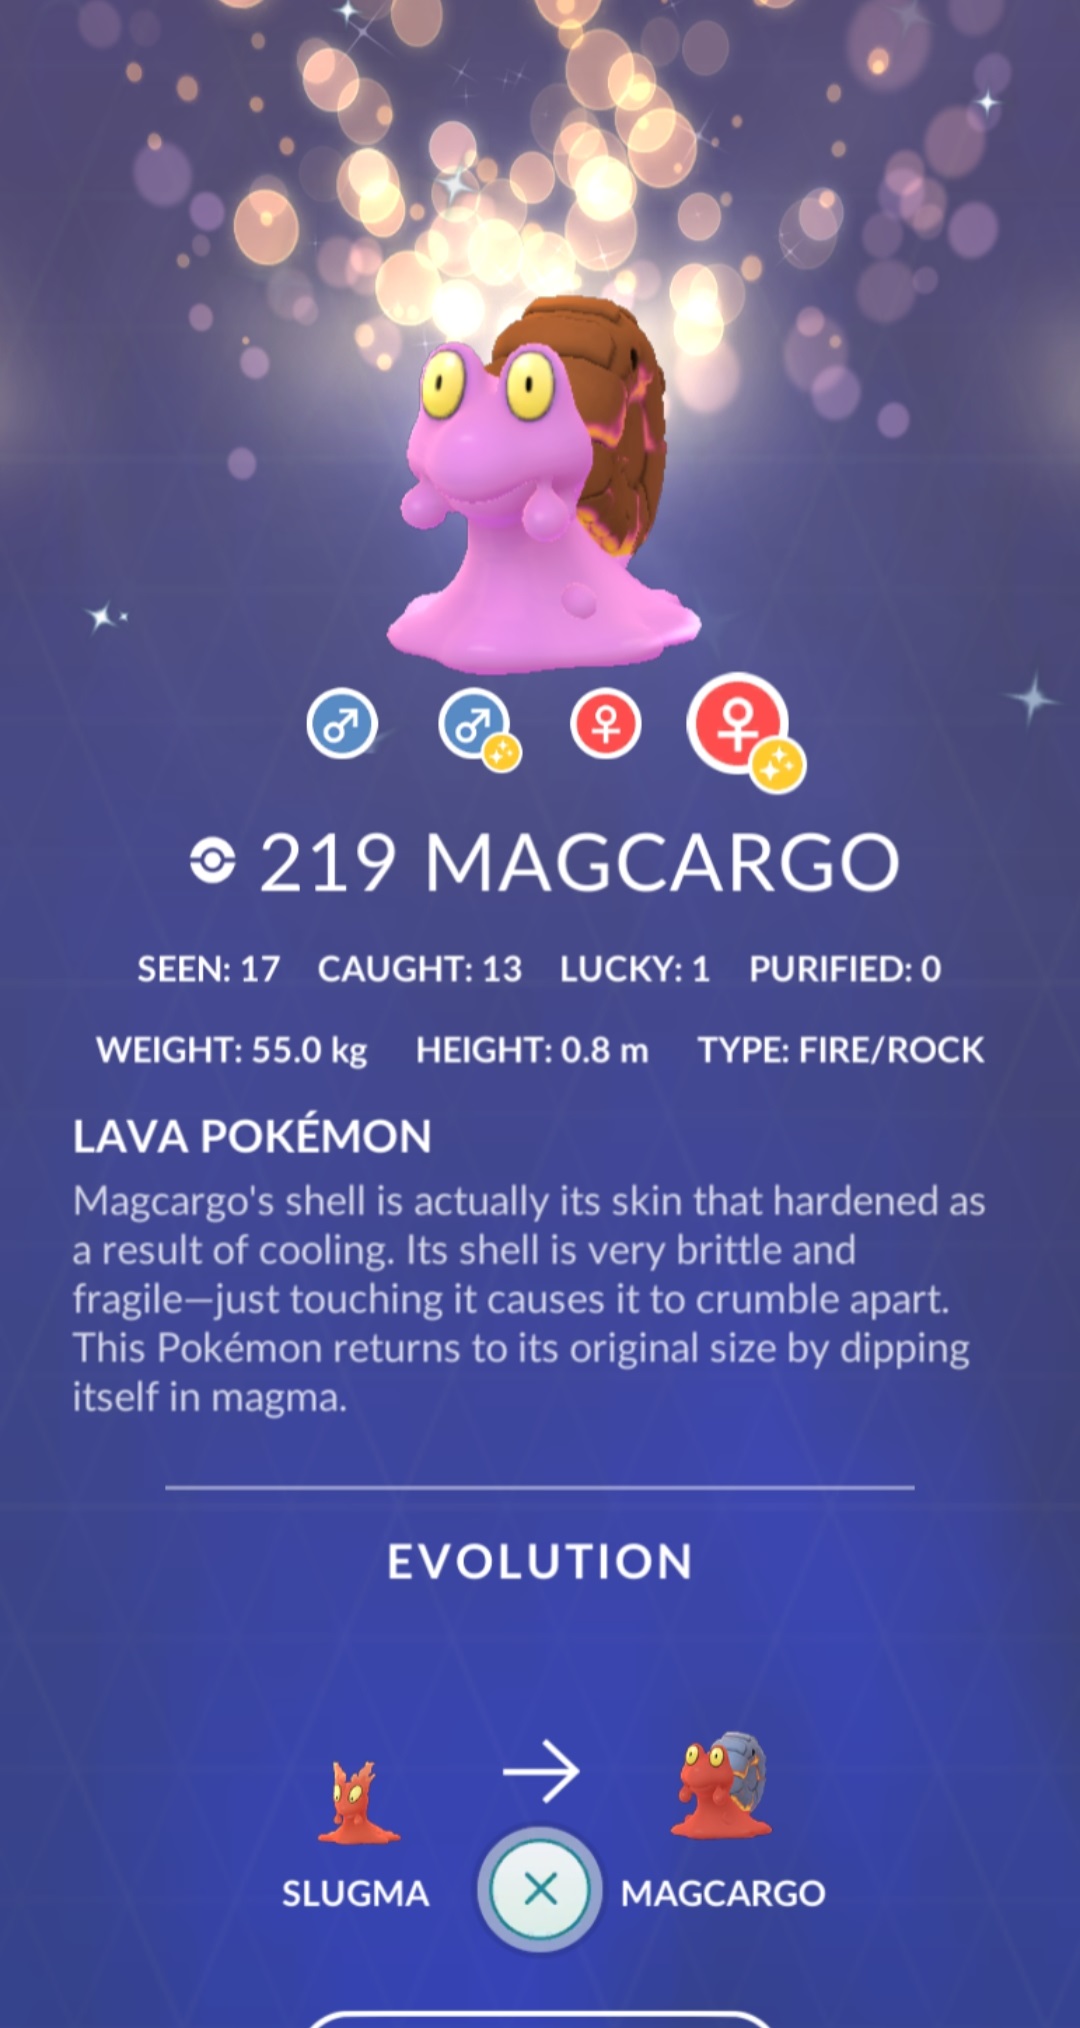 219 MAGCARGO
SEEN: 17 CAUGHT: 13 LUCKY: 1 PURIFIED: 0
WEIGHT: 55.0 kg HEIGHT: 0.8 m TYPE: FIRE/ROCK
LAVA POKÉMON
Magcargo's shell is actually its skin that hardened as
a result of cooling. Its shell is very brittle and
fragile—just touching it causes it to crumble apart.
This Pokémon returns to its original size by dipping
itself in magma.
EVOLUTION
SLUGMA MAGCARGO